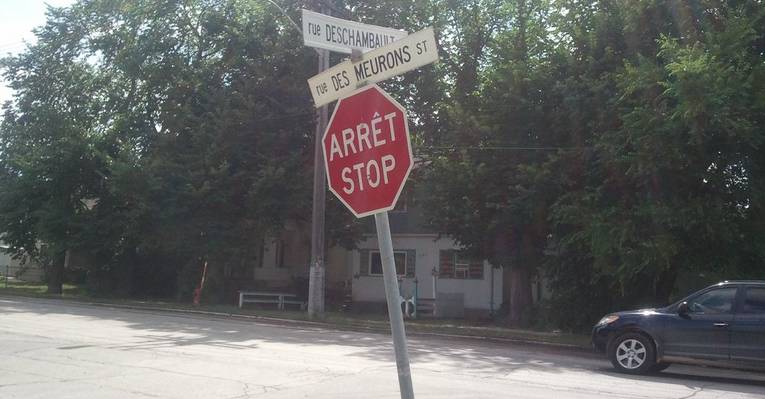 rue DESCHAMBAULT
rue DES MEURONS ST
ARRÊT
STOP